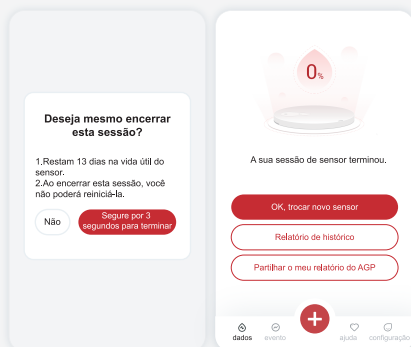 Deseja mesmo encerrar
esta sessão?
1.Restam 13 dias na vida útil do
sensor.
2.Ao encerrar esta sessão, você
não poderá reiniciá-la.
Não
Segure por 3
segundos para terminar
0%
A sua sessão de sensor terminou.
OK, trocar novo sensor
Relatório de histórico
Partilhar o meu relatório do AGP
+
dados
evento
ajuda
configuração